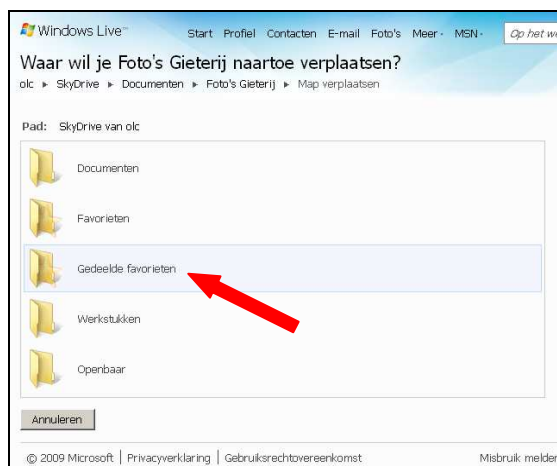 Windows Live™ Start Profiel Contacten E-mail Foto's Meer MSN Op het we
Waar wil je Foto's Gieterij naartoe verplaatsen?
olc ▸ SkyDrive ▸ Documenten ▸ Foto's Gieterij ▸ Map verplaatsen
Pad: SkyDrive van olc
Documenten
Favorieten
Gedeelde favorieten
Werkstukken
Openbaar
Annuleren
© 2009 Microsoft | Privacyverklaring | Gebruiksrechtovereenkomst Misbruik melden